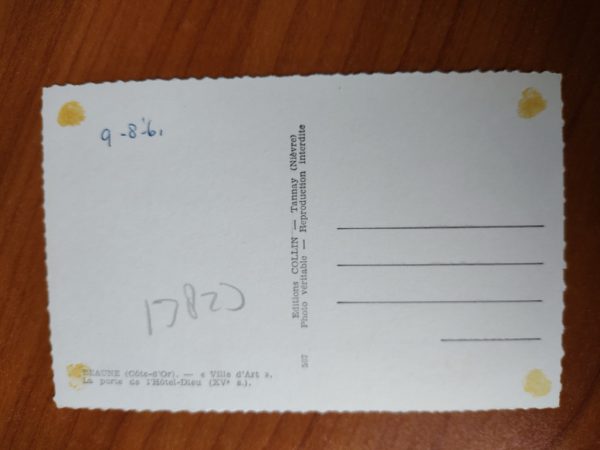 9-8-61
BEAUNE (Côte-d'Or). — « Ville d'Art ».
La porte de l'Hôtel-Dieu (XVᵉ s.).
Editions COLLIN — Tannay (Nièvre)
Photo véritable — Reproduction interdite